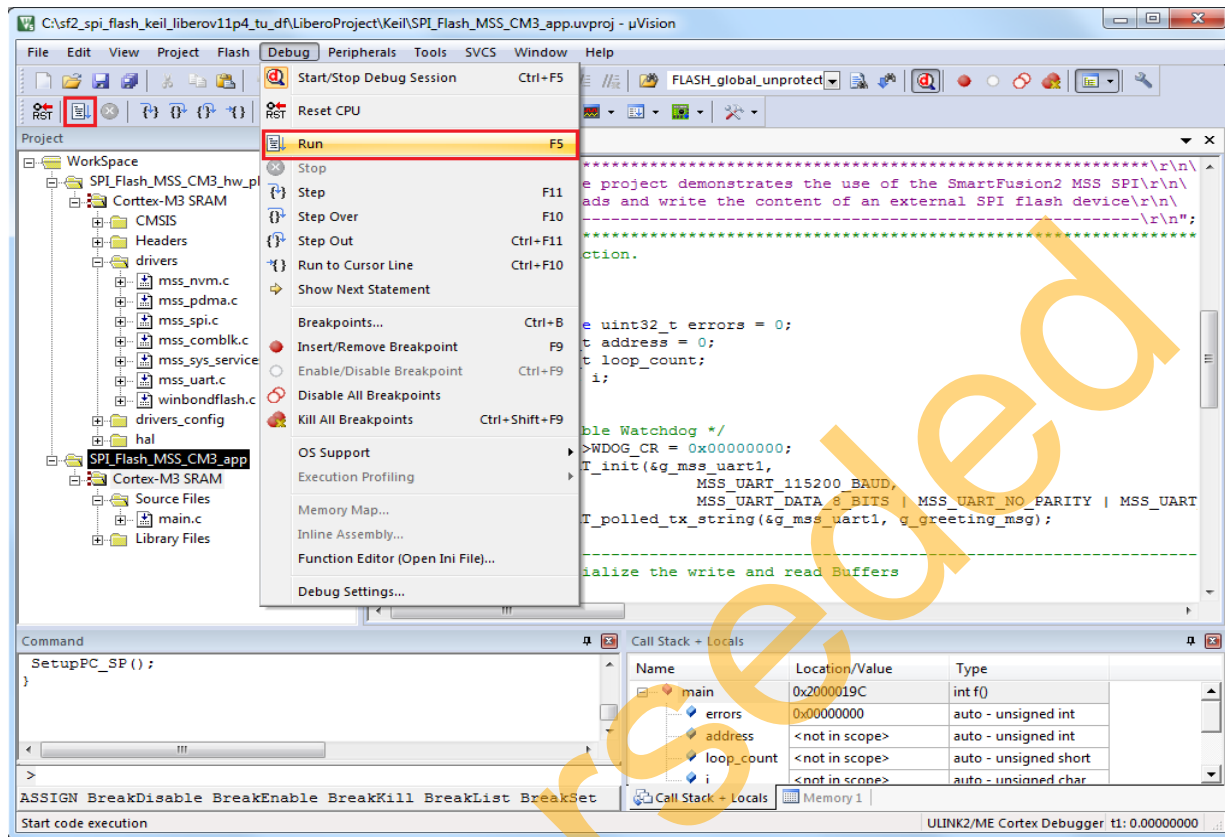 C:\sf2_spi_flash_keil_liberov11p4_tu_df\LiberoProject\Keil\SPI_Flash_MSS_CM3_app.uvproj - µVision
File Edit View Project Flash Debug Peripherals Tools SVCS Window Help
FLASH_global_unprotect
RST
Project
WorkSpace
SPI_Flash_MSS_CM3_hw_pl
Corttex-M3 SRAM
CMSIS
Headers
drivers
mss_nvm.c
mss_pdma.c
mss_spi.c
mss_comblk.c
mss_sys_service
mss_uart.c
winbondflash.c
drivers_config
hal
SPI_Flash_MSS_CM3_app
Cortex-M3 SRAM
Source Files
main.c
Library Files
Start/Stop Debug Session Ctrl+F5
RST Reset CPU
Run F5
Stop
Step F11
Step Over F10
Step Out Ctrl+F11
Run to Cursor Line Ctrl+F10
Show Next Statement
Breakpoints... Ctrl+B
Insert/Remove Breakpoint F9
Enable/Disable Breakpoint Ctrl+F9
Disable All Breakpoints
Kill All Breakpoints Ctrl+Shift+F9
OS Support
Execution Profiling
Memory Map...
Inline Assembly...
Function Editor (Open Ini File)...
Debug Settings...
\r\n\
e project demonstrates the use of the SmartFusion2 MSS SPI\r\n\
ads and write the content of an external SPI flash device\r\n\
\r\n";
ction.
e uint32_t errors = 0;
t address = 0;
t loop_count;
i;
ble Watchdog */
>WDOG_CR = 0x00000000;
T_init(&g_mss_uart1,
MSS_UART_115200_BAUD,
MSS_UART_DATA_8_BITS | MSS_UART_NO_PARITY | MSS_UART
T_polled_tx_string(&g_mss_uart1, g_greeting_msg);
ialize the write and read Buffers
Command
SetupPC_SP();
}
>
ASSIGN BreakDisable BreakEnable BreakKill BreakList BreakSet
Call Stack + Locals
Name Location/Value Type
main 0x2000019C int f()
errors 0x00000000 auto - unsigned int
address <not in scope> auto - unsigned int
loop_count <not in scope> auto - unsigned short
i <not in scope> auto - unsigned char
Call Stack + Locals Memory 1
Start code execution ULINK2/ME Cortex Debugger t1: 0.00000000
rseded